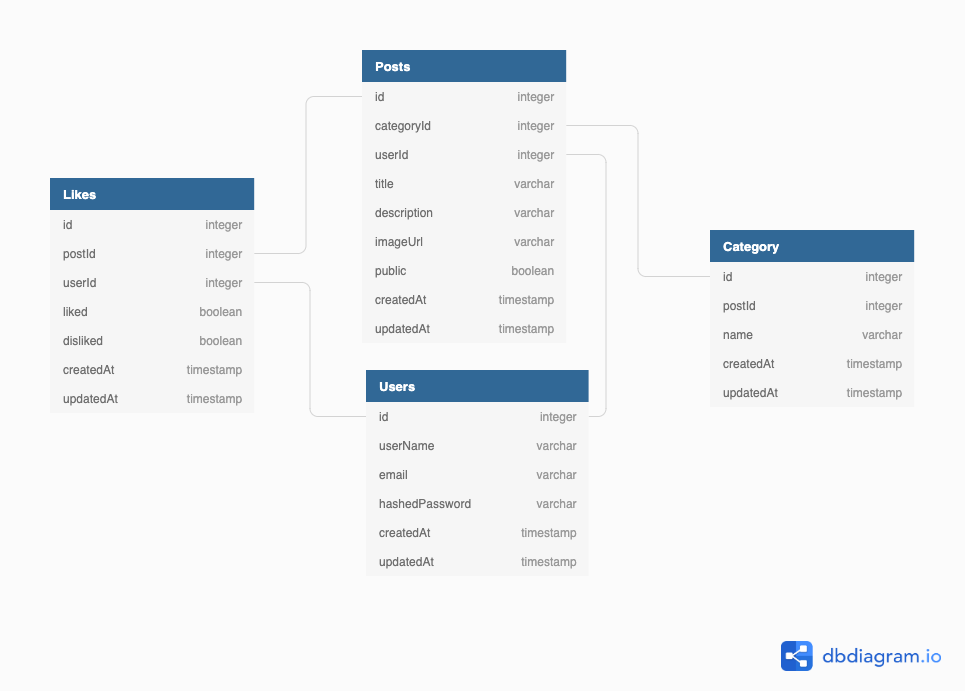 Posts
id integer
categoryId integer
userId integer
title varchar
description varchar
imageUrl varchar
public boolean
createdAt timestamp
updatedAt timestamp
Likes
id integer
postId integer
userId integer
liked boolean
disliked boolean
createdAt timestamp
updatedAt timestamp
Category
id integer
postId integer
name varchar
createdAt timestamp
updatedAt timestamp
Users
id integer
userName varchar
email varchar
hashedPassword varchar
createdAt timestamp
updatedAt timestamp
dbdiagram.io